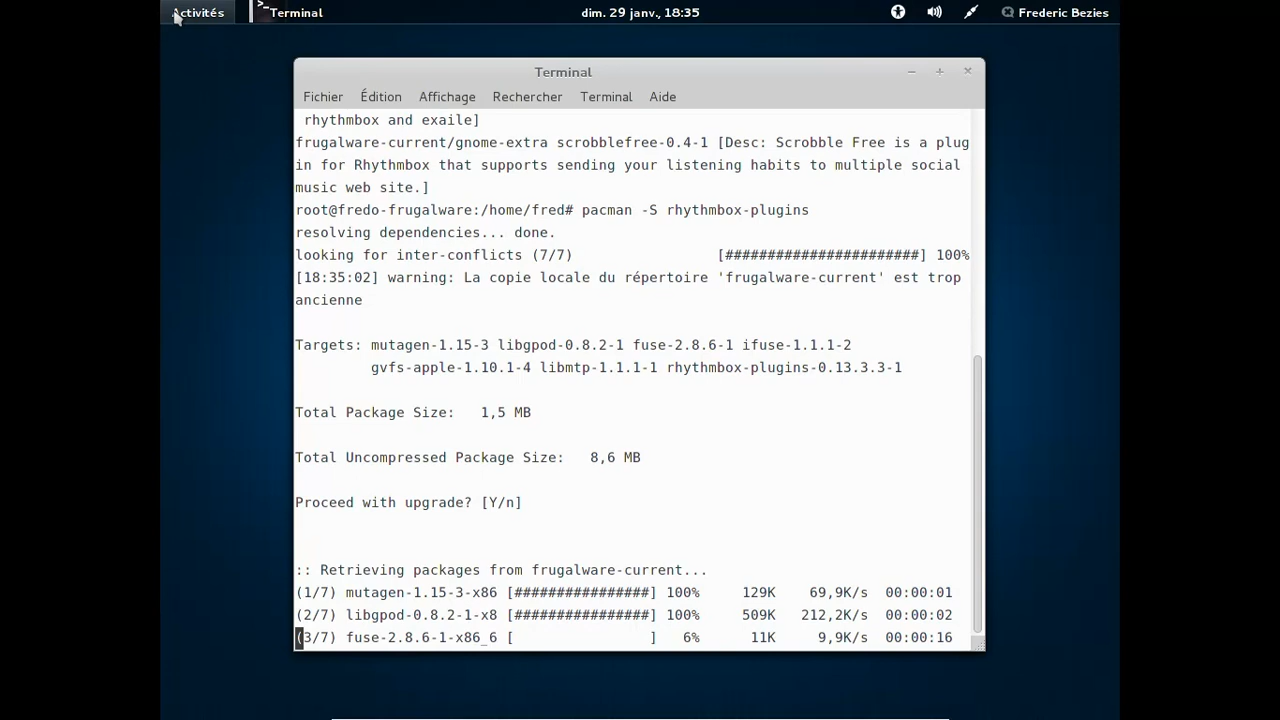 Activités
Terminal
dim. 29 janv., 18:35
Frederic Bezies
Terminal
Fichier Édition Affichage Rechercher Terminal Aide
rhythmbox and exaile]
frugalware-current/gnome-extra scrobblefree-0.4-1 [Desc: Scrobble Free is a plug
in for Rhythmbox that supports sending your listening habits to multiple social
music web site.]
root@fredo-frugalware:/home/fred# pacman -S rhythmbox-plugins
resolving dependencies... done.
looking for inter-conflicts (7/7) [#######################] 100%
[18:35:02] warning: La copie locale du répertoire 'frugalware-current' est trop
ancienne
Targets: mutagen-1.15-3 libgpod-0.8.2-1 fuse-2.8.6-1 ifuse-1.1.1-2
gvfs-apple-1.10.1-4 libmtp-1.1.1-1 rhythmbox-plugins-0.13.3.3-1
Total Package Size: 1,5 MB
Total Uncompressed Package Size: 8,6 MB
Proceed with upgrade? [Y/n]
:: Retrieving packages from frugalware-current...
(1/7) mutagen-1.15-3-x86 [################] 100% 129K 69,9K/s 00:00:01
(2/7) libgpod-0.8.2-1-x8 [################] 100% 509K 212,2K/s 00:00:02
(3/7) fuse-2.8.6-1-x86_6 [ ] 6% 11K 9,9K/s 00:00:16